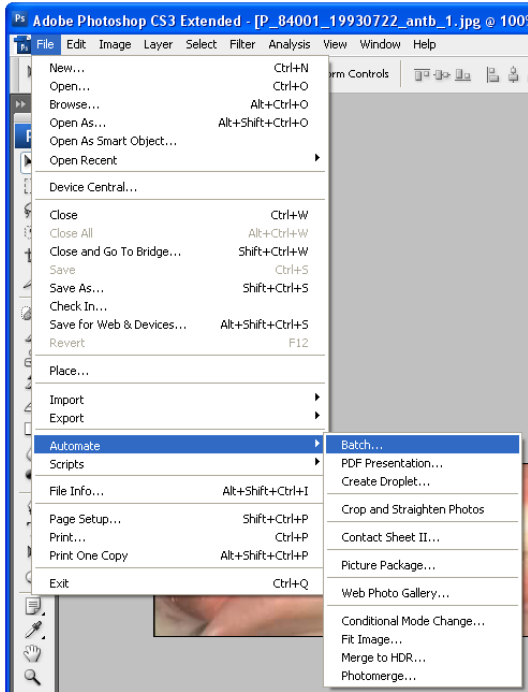 Ps Adobe Photoshop CS3 Extended - [P_84001_19930722_antb_1.jpg @ 100%
File Edit Image Layer Select Filter Analysis View Window Help
New... Ctrl+N
orm Controls
Open... Ctrl+O
Browse... Alt+Ctrl+O
Open As... Alt+Shift+Ctrl+O
Open As Smart Object...
Open Recent
Device Central...
Close Ctrl+W
Close All Alt+Ctrl+W
Close and Go To Bridge... Shift+Ctrl+W
Save Ctrl+S
Save As... Shift+Ctrl+S
Check In...
Save for Web & Devices... Alt+Shift+Ctrl+S
Revert F12
Place...
Import
Export
Automate
Scripts
File Info... Alt+Shift+Ctrl+I
Page Setup... Shift+Ctrl+P
Print... Ctrl+P
Print One Copy Alt+Shift+Ctrl+P
Exit Ctrl+Q
Batch...
PDF Presentation...
Create Droplet...
Crop and Straighten Photos
Contact Sheet II...
Picture Package...
Web Photo Gallery...
Conditional Mode Change...
Fit Image...
Merge to HDR...
Photomerge...